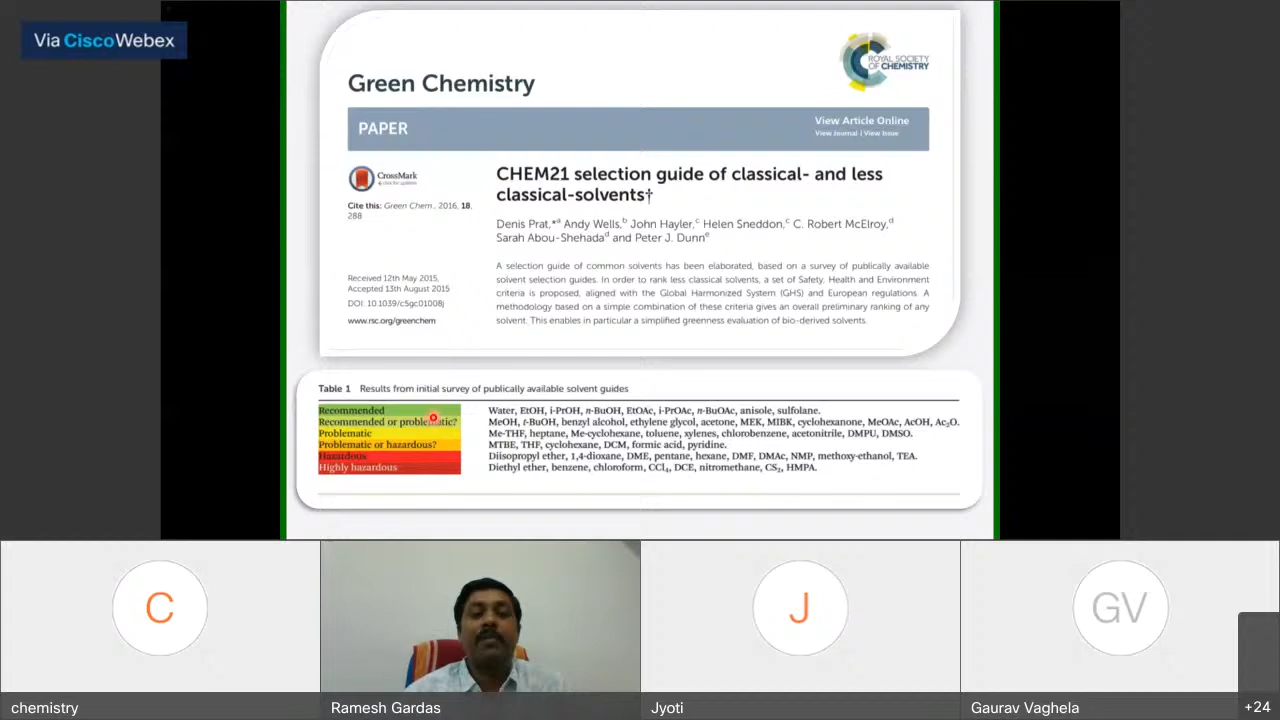 Via CiscoWebex
ROYAL SOCIETY
OF CHEMISTRY
Green Chemistry
PAPER
View Article Online
View Journal | View Issue
CrossMark
click for updates
CHEM21 selection guide of classical- and less
classical-solvents†
Cite this: Green Chem., 2016, 18,
288
Denis Prat,*ᵃ Andy Wells,ᵇ John Hayler,ᶜ Helen Sneddon,ᶜ C. Robert McElroy,ᵈ
Sarah Abou-Shehadaᵈ and Peter J. Dunnᵉ
A selection guide of common solvents has been elaborated, based on a survey of publically available
solvent selection guides. In order to rank less classical solvents, a set of Safety, Health and Environment
criteria is proposed, aligned with the Global Harmonized System (GHS) and European regulations. A
methodology based on a simple combination of these criteria gives an overall preliminary ranking of any
solvent. This enables in particular a simplified greenness evaluation of bio-derived solvents.
Received 12th May 2015,
Accepted 13th August 2015
DOI: 10.1039/c5gc01008j
www.rsc.org/greenchem
Table 1 Results from initial survey of publically available solvent guides
Recommended Water, EtOH, i-PrOH, n-BuOH, EtOAc, i-PrOAc, n-BuOAc, anisole, sulfolane.
Recommended or problematic? MeOH, t-BuOH, benzyl alcohol, ethylene glycol, acetone, MEK, MIBK, cyclohexanone, MeOAc, AcOH, Ac₂O.
Problematic Me-THF, heptane, Me-cyclohexane, toluene, xylenes, chlorobenzene, acetonitrile, DMPU, DMSO.
Problematic or hazardous? MTBE, THF, cyclohexane, DCM, formic acid, pyridine.
Hazardous Diisopropyl ether, 1,4-dioxane, DME, pentane, hexane, DMF, DMAc, NMP, methoxy-ethanol, TEA.
Highly hazardous Diethyl ether, benzene, chloroform, CCl₄, DCE, nitromethane, CS₂, HMPA.
C
J
GV
chemistry
Ramesh Gardas
Jyoti
Gaurav Vaghela
+24